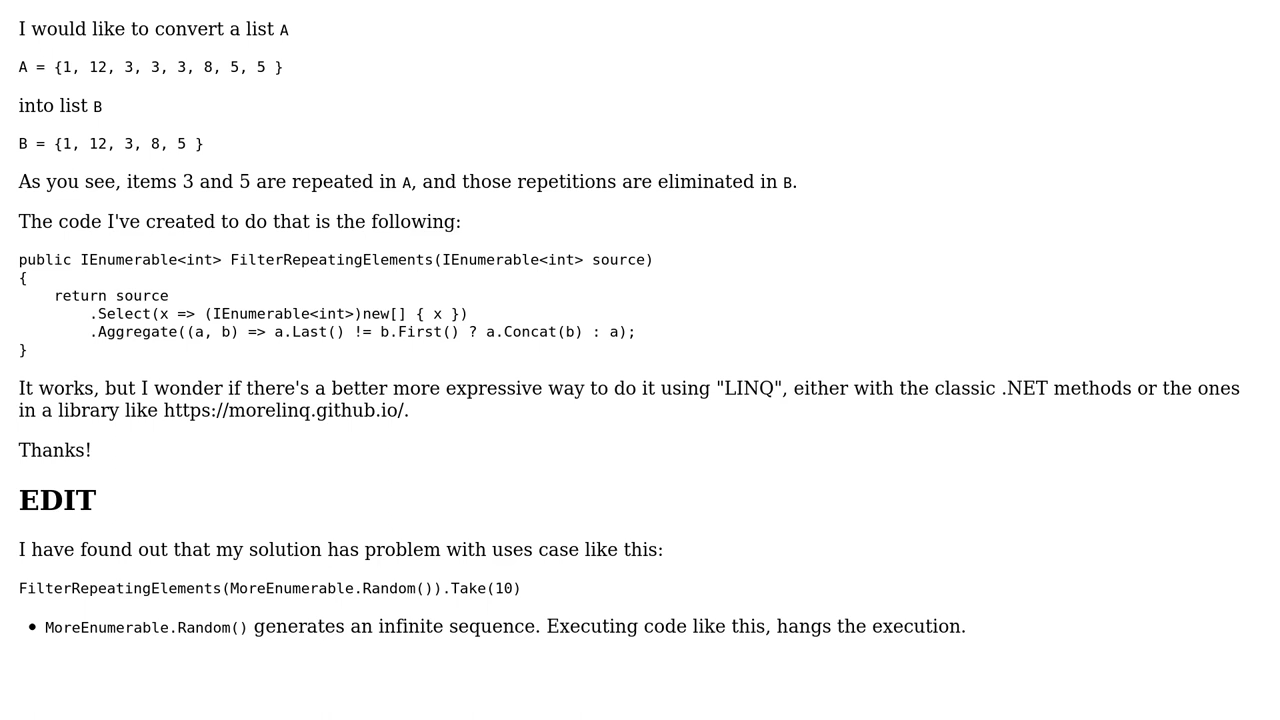 I would like to convert a list A
A = {1, 12, 3, 3, 3, 8, 5, 5 }
into list B
B = {1, 12, 3, 8, 5 }
As you see, items 3 and 5 are repeated in A, and those repetitions are eliminated in B.
The code I've created to do that is the following:
public IEnumerable<int> FilterRepeatingElements(IEnumerable<int> source)
{
    return source
        .Select(x => (IEnumerable<int>)new[] { x })
        .Aggregate((a, b) => a.Last() != b.First() ? a.Concat(b) : a);
}
It works, but I wonder if there's a better more expressive way to do it using "LINQ", either with the classic .NET methods or the ones
in a library like https://morelinq.github.io/.
Thanks!
EDIT
I have found out that my solution has problem with uses case like this:
FilterRepeatingElements(MoreEnumerable.Random()).Take(10)
• MoreEnumerable.Random() generates an infinite sequence. Executing code like this, hangs the execution.